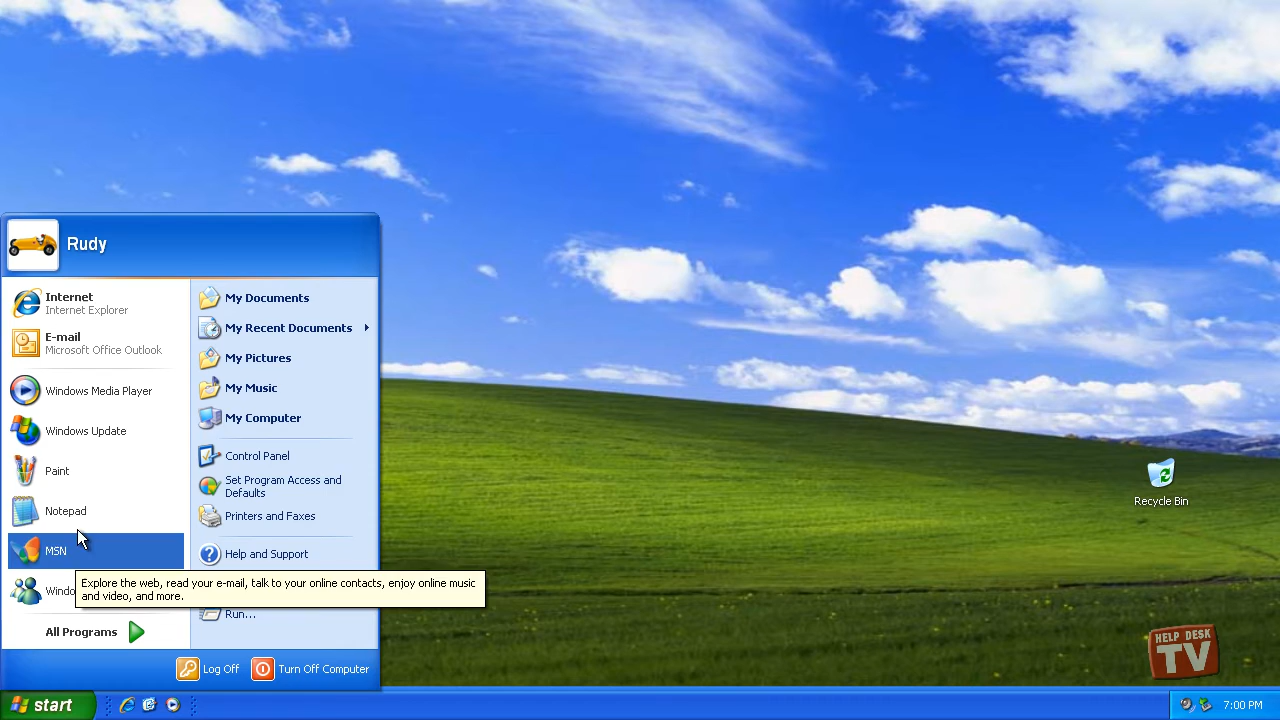 Rudy
Internet
Internet Explorer
E-mail
Microsoft Office Outlook
Windows Media Player
Windows Update
Paint
Notepad
MSN
Windo
All Programs
My Documents
My Recent Documents
My Pictures
My Music
My Computer
Control Panel
Set Program Access and
Defaults
Printers and Faxes
Help and Support
Run...
Explore the web, read your e-mail, talk to your online contacts, enjoy online music
and video, and more.
Log Off
Turn Off Computer
Recycle Bin
HELP DESK
TV
start
7:00 PM